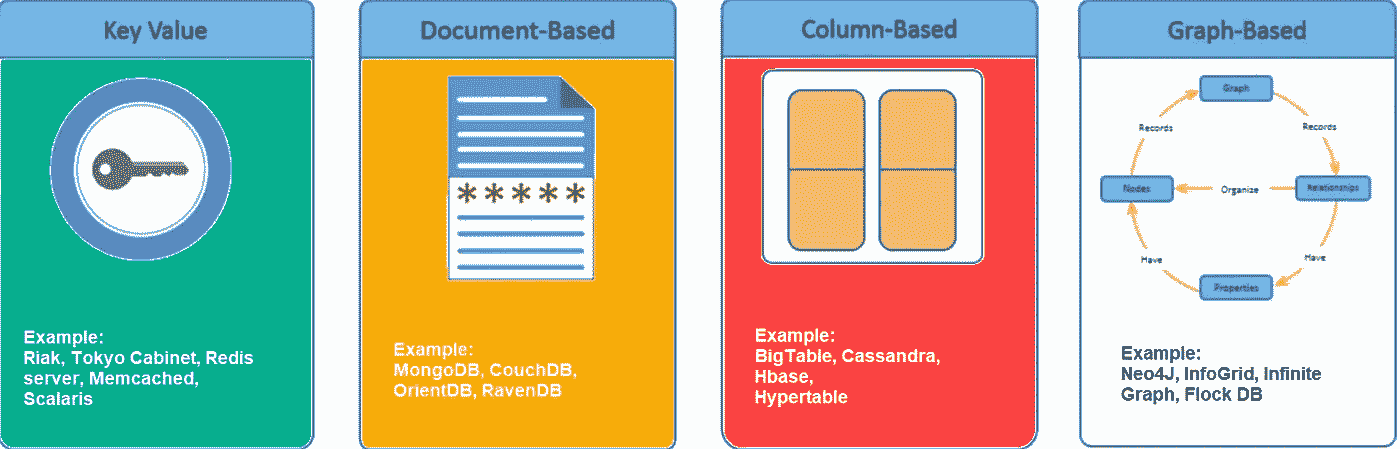 Key Value
Example:
Riak, Tokyo Cabinet, Redis
server, Memcached,
Scalaris
Document-Based
*****
Example:
MongoDB, CouchDB,
OrientDB, RavenDB
Column-Based
Example:
BigTable, Cassandra,
Hbase,
Hypertable
Graph-Based
Graph
Records
Records
Nodes
Organize
Relationships
Have
Have
Properties
Example:
Neo4J, InfoGrid, Infinite
Graph, Flock DB